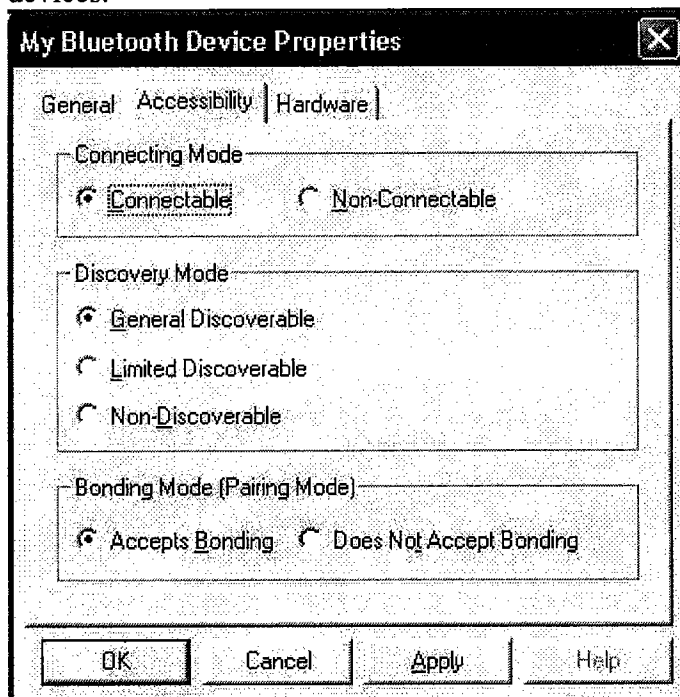 My Bluetooth Device Properties
General Accessibility Hardware
Connecting Mode
Connectable Non-Connectable
Discovery Mode
General Discoverable
Limited Discoverable
Non-Discoverable
Bonding Mode (Pairing Mode)
Accepts Bonding Does Not Accept Bonding
OK Cancel Apply Help